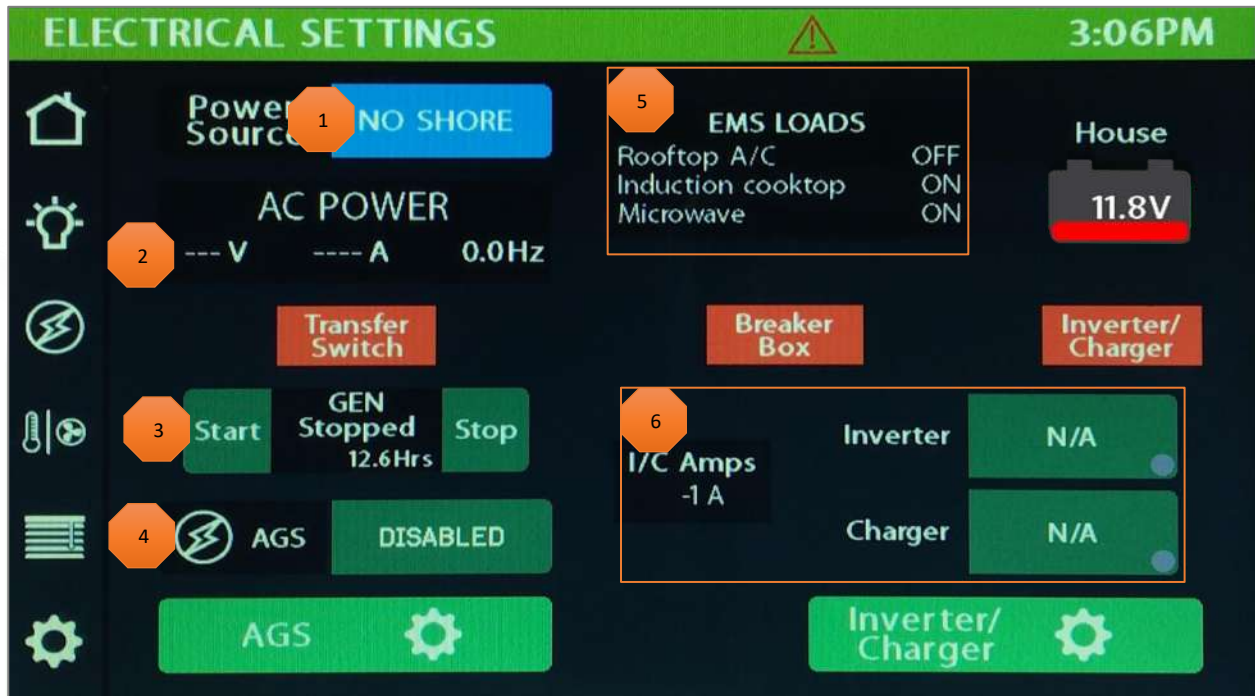 ELECTRICAL SETTINGS
3:06PM
Power
Source
1
NO SHORE
AC POWER
2
--- V
---- A
0.0Hz
5
EMS LOADS
Rooftop A/C OFF
Induction cooktop ON
Microwave ON
House
11.8V
Transfer
Switch
Breaker
Box
Inverter/
Charger
3
Start
GEN
Stopped
12.6Hrs
Stop
4
AGS
DISABLED
6
I/C Amps
-1 A
Inverter
N/A
Charger
N/A
AGS
Inverter/
Charger